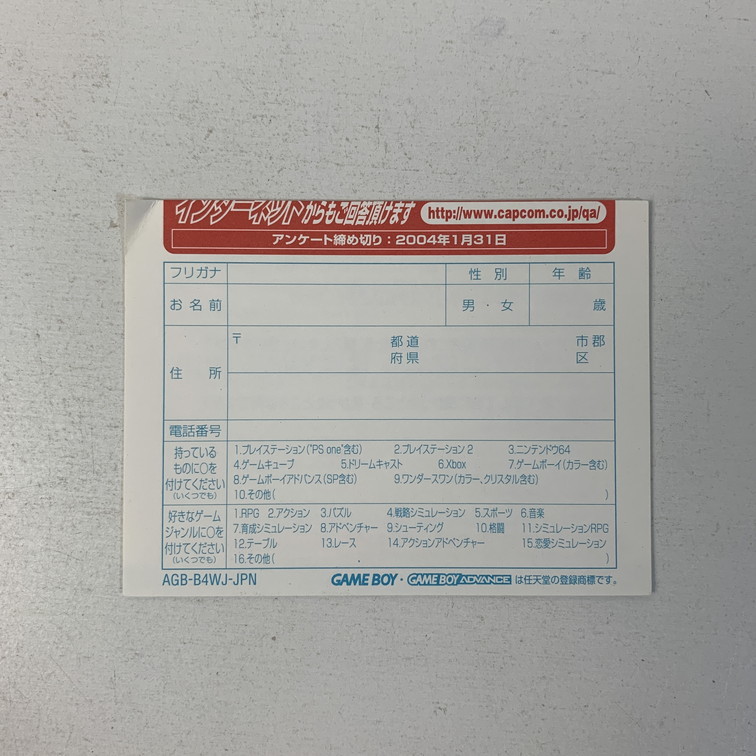 インターネットからもご回答頂けます http://www.capcom.co.jp/qa/
アンケート締め切り：2004年1月31日
フリガナ 性別 年齢
お名前 男・女 歳
住所 〒 都道府県 市郡区
電話番号
持っているものに○を付けてください(いくつでも)
1.プレイステーション("PS one"含む) 2.プレイステーション2 3.ニンテンドウ64
4.ゲームキューブ 5.ドリームキャスト 6.Xbox 7.ゲームボーイ(カラー含む)
8.ゲームボーイアドバンス(SP含む) 9.ワンダースワン(カラー、クリスタル含む)
10.その他( )
好きなゲームジャンルに○を付けてください(いくつでも)
1.RPG 2.アクション 3.パズル 4.戦略シミュレーション 5.スポーツ 6.音楽
7.育成シミュレーション 8.アドベンチャー 9.シューティング 10.格闘 11.シミュレーションRPG
12.テーブル 13.レース 14.アクションアドベンチャー 15.恋愛シミュレーション
16.その他( )
AGB-B4WJ-JPN GAME BOY・GAME BOY ADVANCE は任天堂の登録商標です。